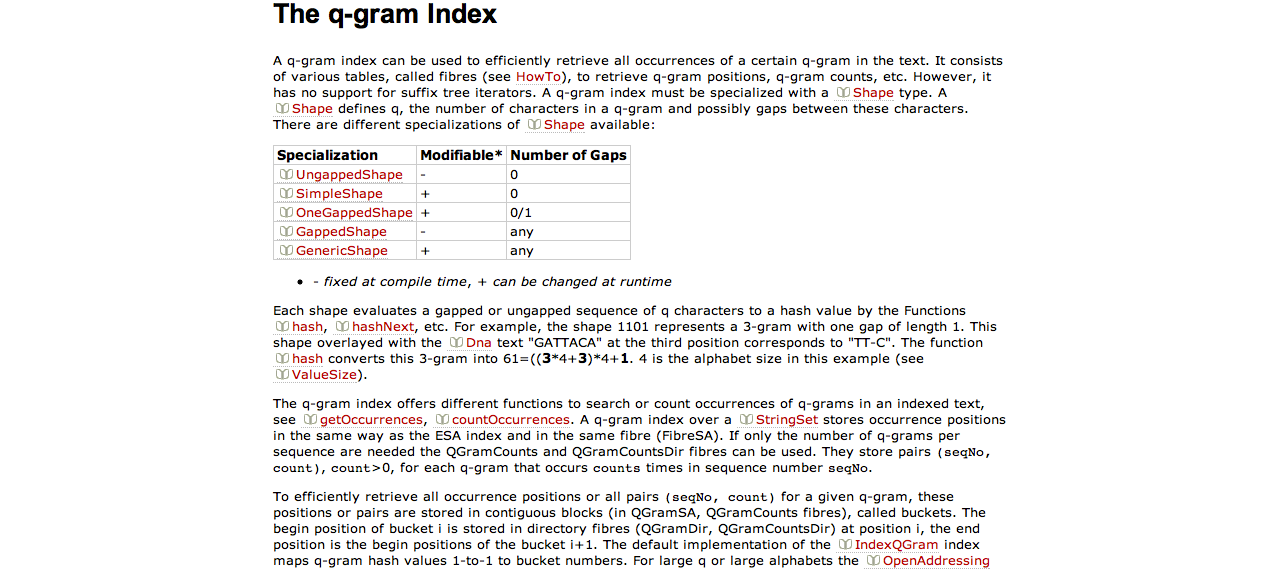 The q-gram Index
A q-gram index can be used to efficiently retrieve all occurrences of a certain q-gram in the text. It consists
of various tables, called fibres (see HowTo), to retrieve q-gram positions, q-gram counts, etc. However, it
has no support for suffix tree iterators. A q-gram index must be specialized with a Shape type. A
Shape defines q, the number of characters in a q-gram and possibly gaps between these characters.
There are different specializations of Shape available:
Specialization Modifiable* Number of Gaps
UngappedShape - 0
SimpleShape + 0
OneGappedShape + 0/1
GappedShape - any
GenericShape + any
• - fixed at compile time, + can be changed at runtime
Each shape evaluates a gapped or ungapped sequence of q characters to a hash value by the Functions
hash, hashNext, etc. For example, the shape 1101 represents a 3-gram with one gap of length 1. This
shape overlayed with the Dna text "GATTACA" at the third position corresponds to "TT-C". The function
hash converts this 3-gram into 61=((3*4+3)*4+1. 4 is the alphabet size in this example (see
ValueSize).
The q-gram index offers different functions to search or count occurrences of q-grams in an indexed text,
see getOccurrences, countOccurrences. A q-gram index over a StringSet stores occurrence positions
in the same way as the ESA index and in the same fibre (FibreSA). If only the number of q-grams per
sequence are needed the QGramCounts and QGramCountsDir fibres can be used. They store pairs (seqNo,
count), count>0, for each q-gram that occurs counts times in sequence number seqNo.
To efficiently retrieve all occurrence positions or all pairs (seqNo, count) for a given q-gram, these
positions or pairs are stored in contiguous blocks (in QGramSA, QGramCounts fibres), called buckets. The
begin position of bucket i is stored in directory fibres (QGramDir, QGramCountsDir) at position i, the end
position is the begin positions of the bucket i+1. The default implementation of the IndexQGram index
maps q-gram hash values 1-to-1 to bucket numbers. For large q or large alphabets the OpenAddressing